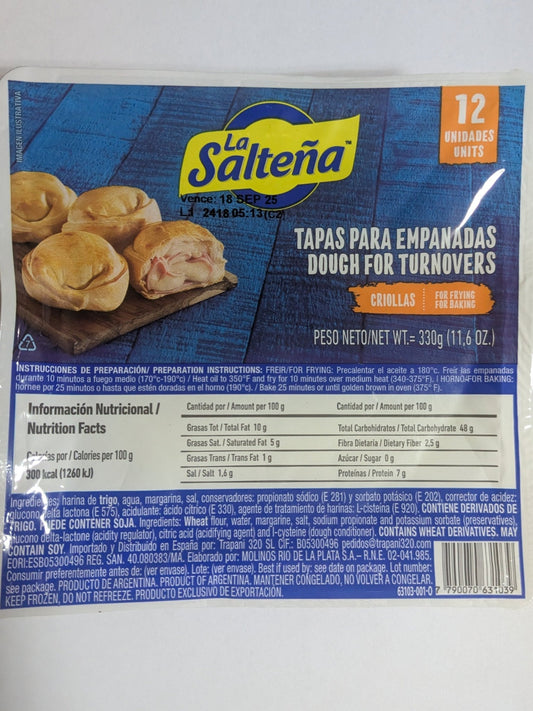 IMAGEN ILUSTRATIVA
12
UNIDADES
UNITS
La
Salteña™
Vence: 18 SEP 25
L:1 2418 05:13(C2)
TAPAS PARA EMPANADAS
DOUGH FOR TURNOVERS
CRIOLLAS
FOR FRYING
FOR BAKING
PESO NETO/NET WT.= 330g (11,6 OZ.)
INSTRUCCIONES DE PREPARACIÓN/ PREPARATION INSTRUCTIONS: FREIR/FOR FRYING: Precalentar el aceite a 180°c. Freír las empanadas
durante 10 minutos a fuego medio (170°c-190°c) / Heat oil to 350°F and fry for 10 minutes over medium heat (340-375°F). | HORNO/FOR BAKING:
hornee por 25 minutos o hasta que estén doradas en el horno (190°c). / Bake 25 minutes or until golden brown in oven (375° F).
Información Nutricional /
Nutrition Facts
Calorías por / Calories per 100 g
300 kcal (1260 kJ)
Cantidad por / Amount per 100 g
Grasas Tot / Total Fat 10 g
Grasas Sat. / Saturated Fat 5 g
Grasas Trans / Trans Fat 1 g
Sal / Salt 1,6 g
Cantidad por / Amount per 100 g
Total Carbohidratos / Total Carbohydrate 48 g
Fibra Dietaria / Dietary Fiber 2,5 g
Azúcar / Sugar 0 g
Proteínas / Protein 7 g
Ingredientes: harina de trigo, agua, margarina, sal, conservadores: propionato sódico (E 281) y sorbato potásico (E 202), corrector de acidez:
glucono delta lactona (E 575), acidulante: ácido cítrico (E 330), agente de tratamiento de harinas: L-cisteína (E 920). CONTIENE DERIVADOS DE
TRIGO. PUEDE CONTENER SOJA. Ingredients: Wheat flour, water, margarine, salt, sodium propionate and potassium sorbate (preservatives),
glucono delta-lactone (acidity regulator), citric acid (acidifying agent) and l-cysteine (dough conditioner). CONTAINS WHEAT DERIVATIVES. MAY
CONTAIN SOY. Importado y Distribuido en España por: Trapani 320 SL CIF.: B05300496 pedidos@trapani320.com
EORI:ESB05300496 REG. SAN. 40.080383/MA. Elaborado por: MOLINOS RIO DE LA PLATA S.A– R.N.E. 02-041.985.
Consumir preferentemente antes de: (ver envase). Lote: (ver envase). Best if used by: see date on package. Lot number:
see package. PRODUCTO DE ARGENTINA. PRODUCT OF ARGENTINA. MANTENER CONGELADO, NO VOLVER A CONGELAR.
KEEP FROZEN, DO NOT REFREEZE. PRODUCTO EXCLUSIVO DE EXPORTACIÓN.
63103-001-0
7 790070 631039